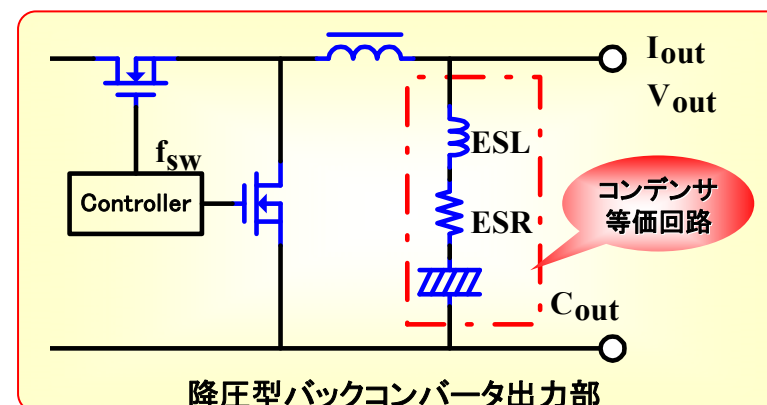 Iout
Vout
ESL
fsw
コンデンサ
等価回路
Controller
ESR
Cout
降圧型バックコンバータ出力部